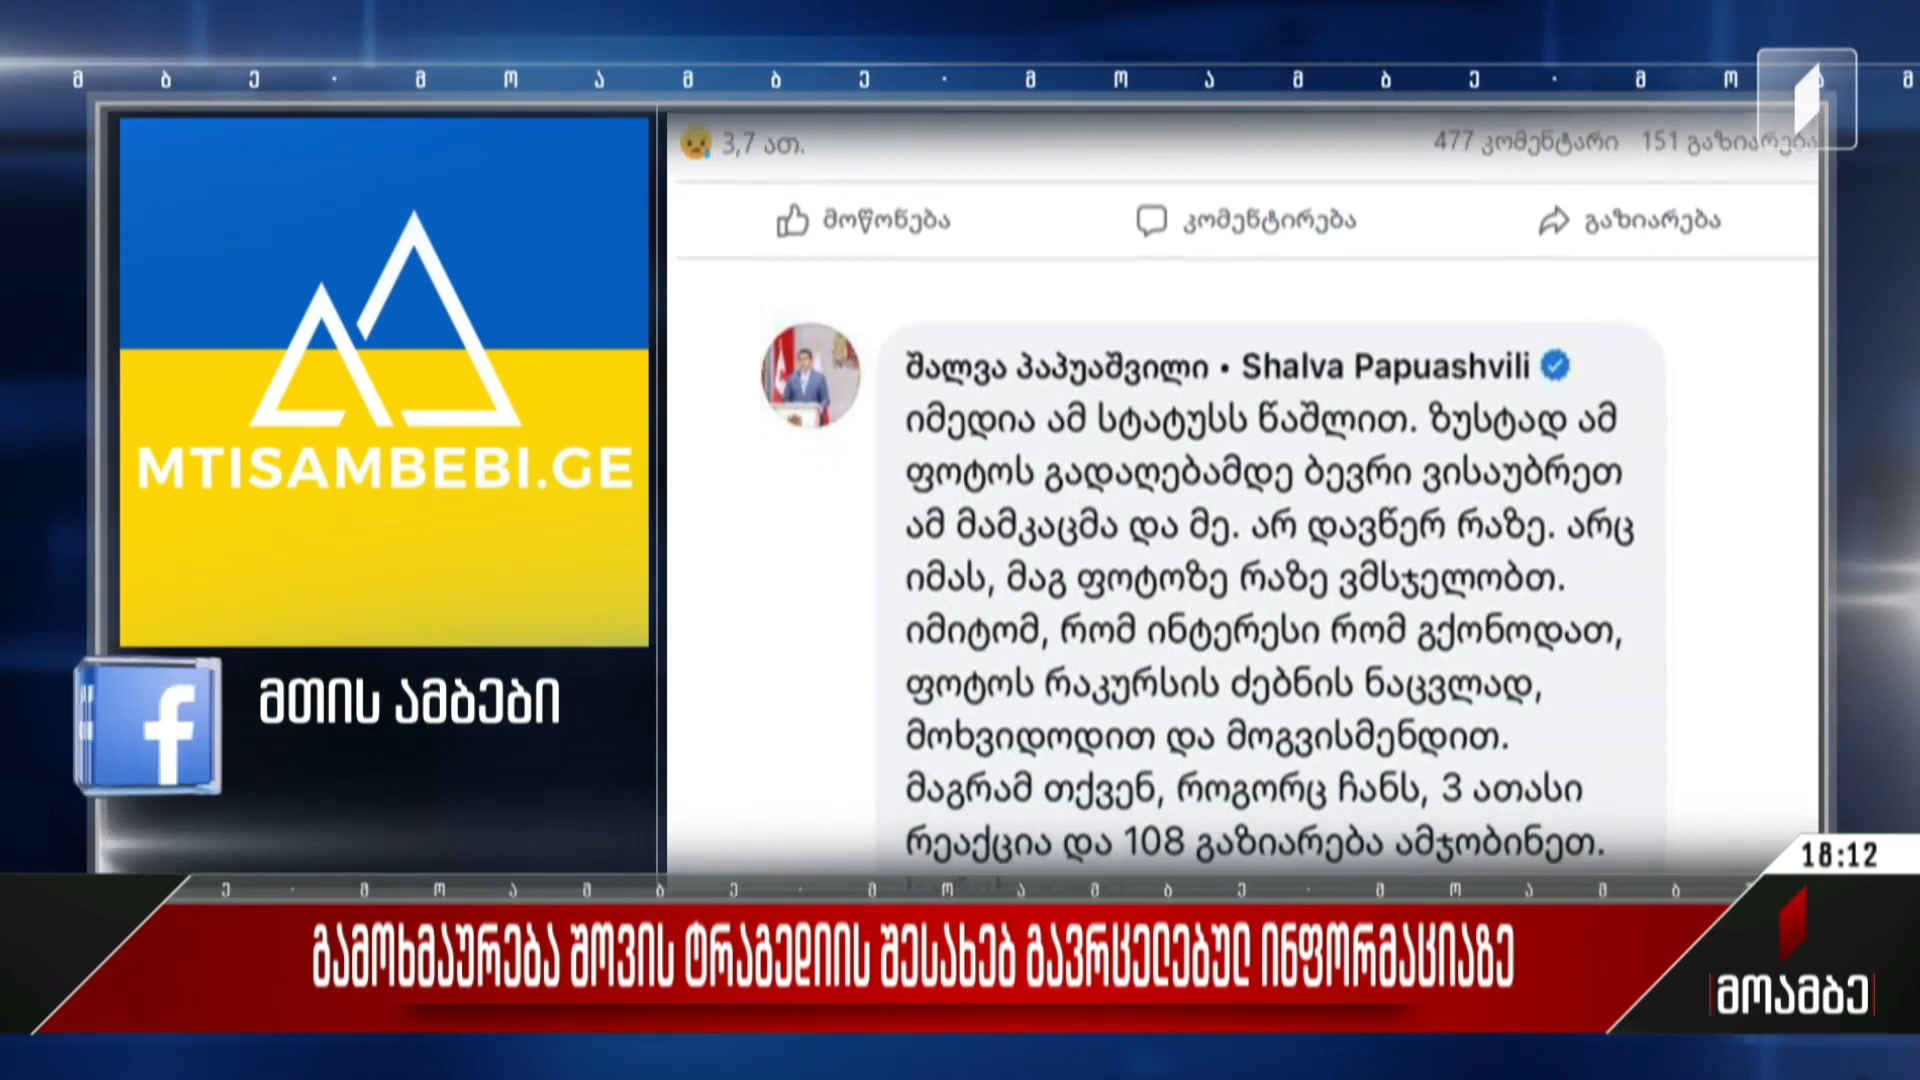 მ ბ ე · მ ო ა მ ბ ე · მ ო ა მ ბ ე · მ ო ა მ
3,7 ათ.
477 კომენტარი 151 გაზიარება
მოწონება
კომენტირება
გაზიარება
შალვა პაპუაშვილი • Shalva Papuashvili
იმედია ამ სტატუსს წაშლით. ზუსტად ამ
ფოტოს გადაღებამდე ბევრი ვისაუბრეთ
ამ მამკაცმა და მე. არ დავწერ რაზე. არც
იმას, მაგ ფოტოზე რაზე ვმსჯელობთ.
იმიტომ, რომ ინტერესი რომ გქონოდათ,
ფოტოს რაკურსის ძებნის ნაცვლად,
მოხვიდოდით და მოგვისმენდით.
მაგრამ თქვენ, როგორც ჩანს, 3 ათასი
რეაქცია და 108 გაზიარება ამჯობინეთ.
MTISAMBEBI.GE
მთის ამბები
18:12
ე · მ ო ა მ ბ ე · მ ო ა მ ბ ე · მ ო ა მ ბ
გამოხმაურება შოვის ტრაგედიის შესახებ გავრცელებულ ინფორმაციაზე
მოამბე